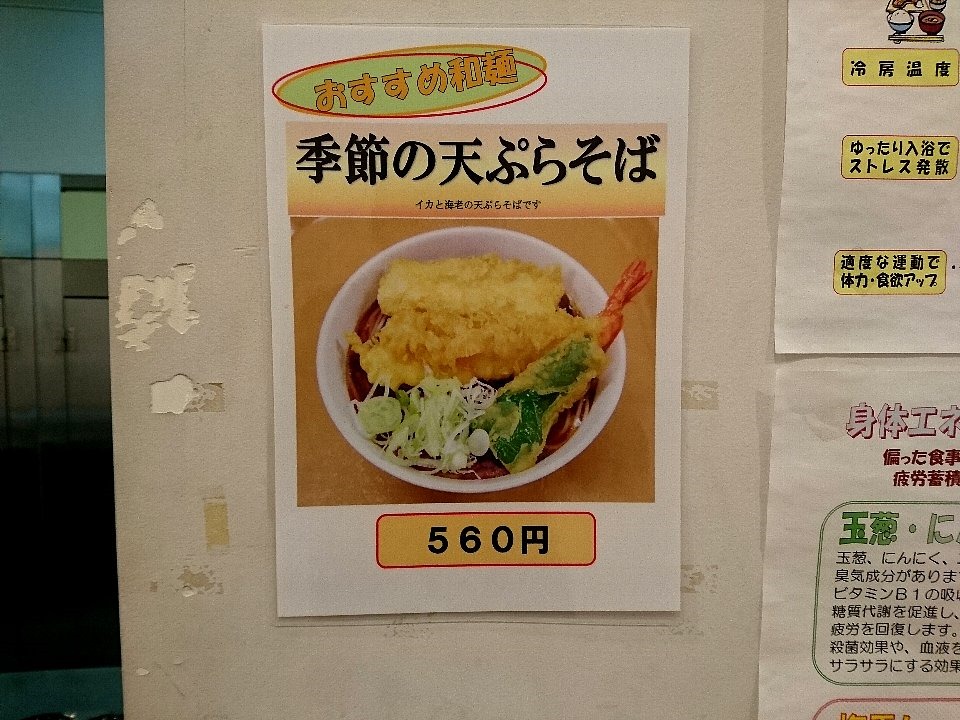 おすすめ和麺
季節の天ぷらそば
イカと海老の天ぷらそばです
５６０円
冷房温度
ゆったり入浴で
ストレス発散
適度な運動で
体力・食欲アップ
身体エネ
偏った食事
疲労蓄積
玉葱・にん
玉葱、にんにく、
臭気成分がありま
ビタミンＢ１の吸収
糖質代謝を促進し、
疲労を回復します。
殺菌効果や、血液を
サラサラにする効果